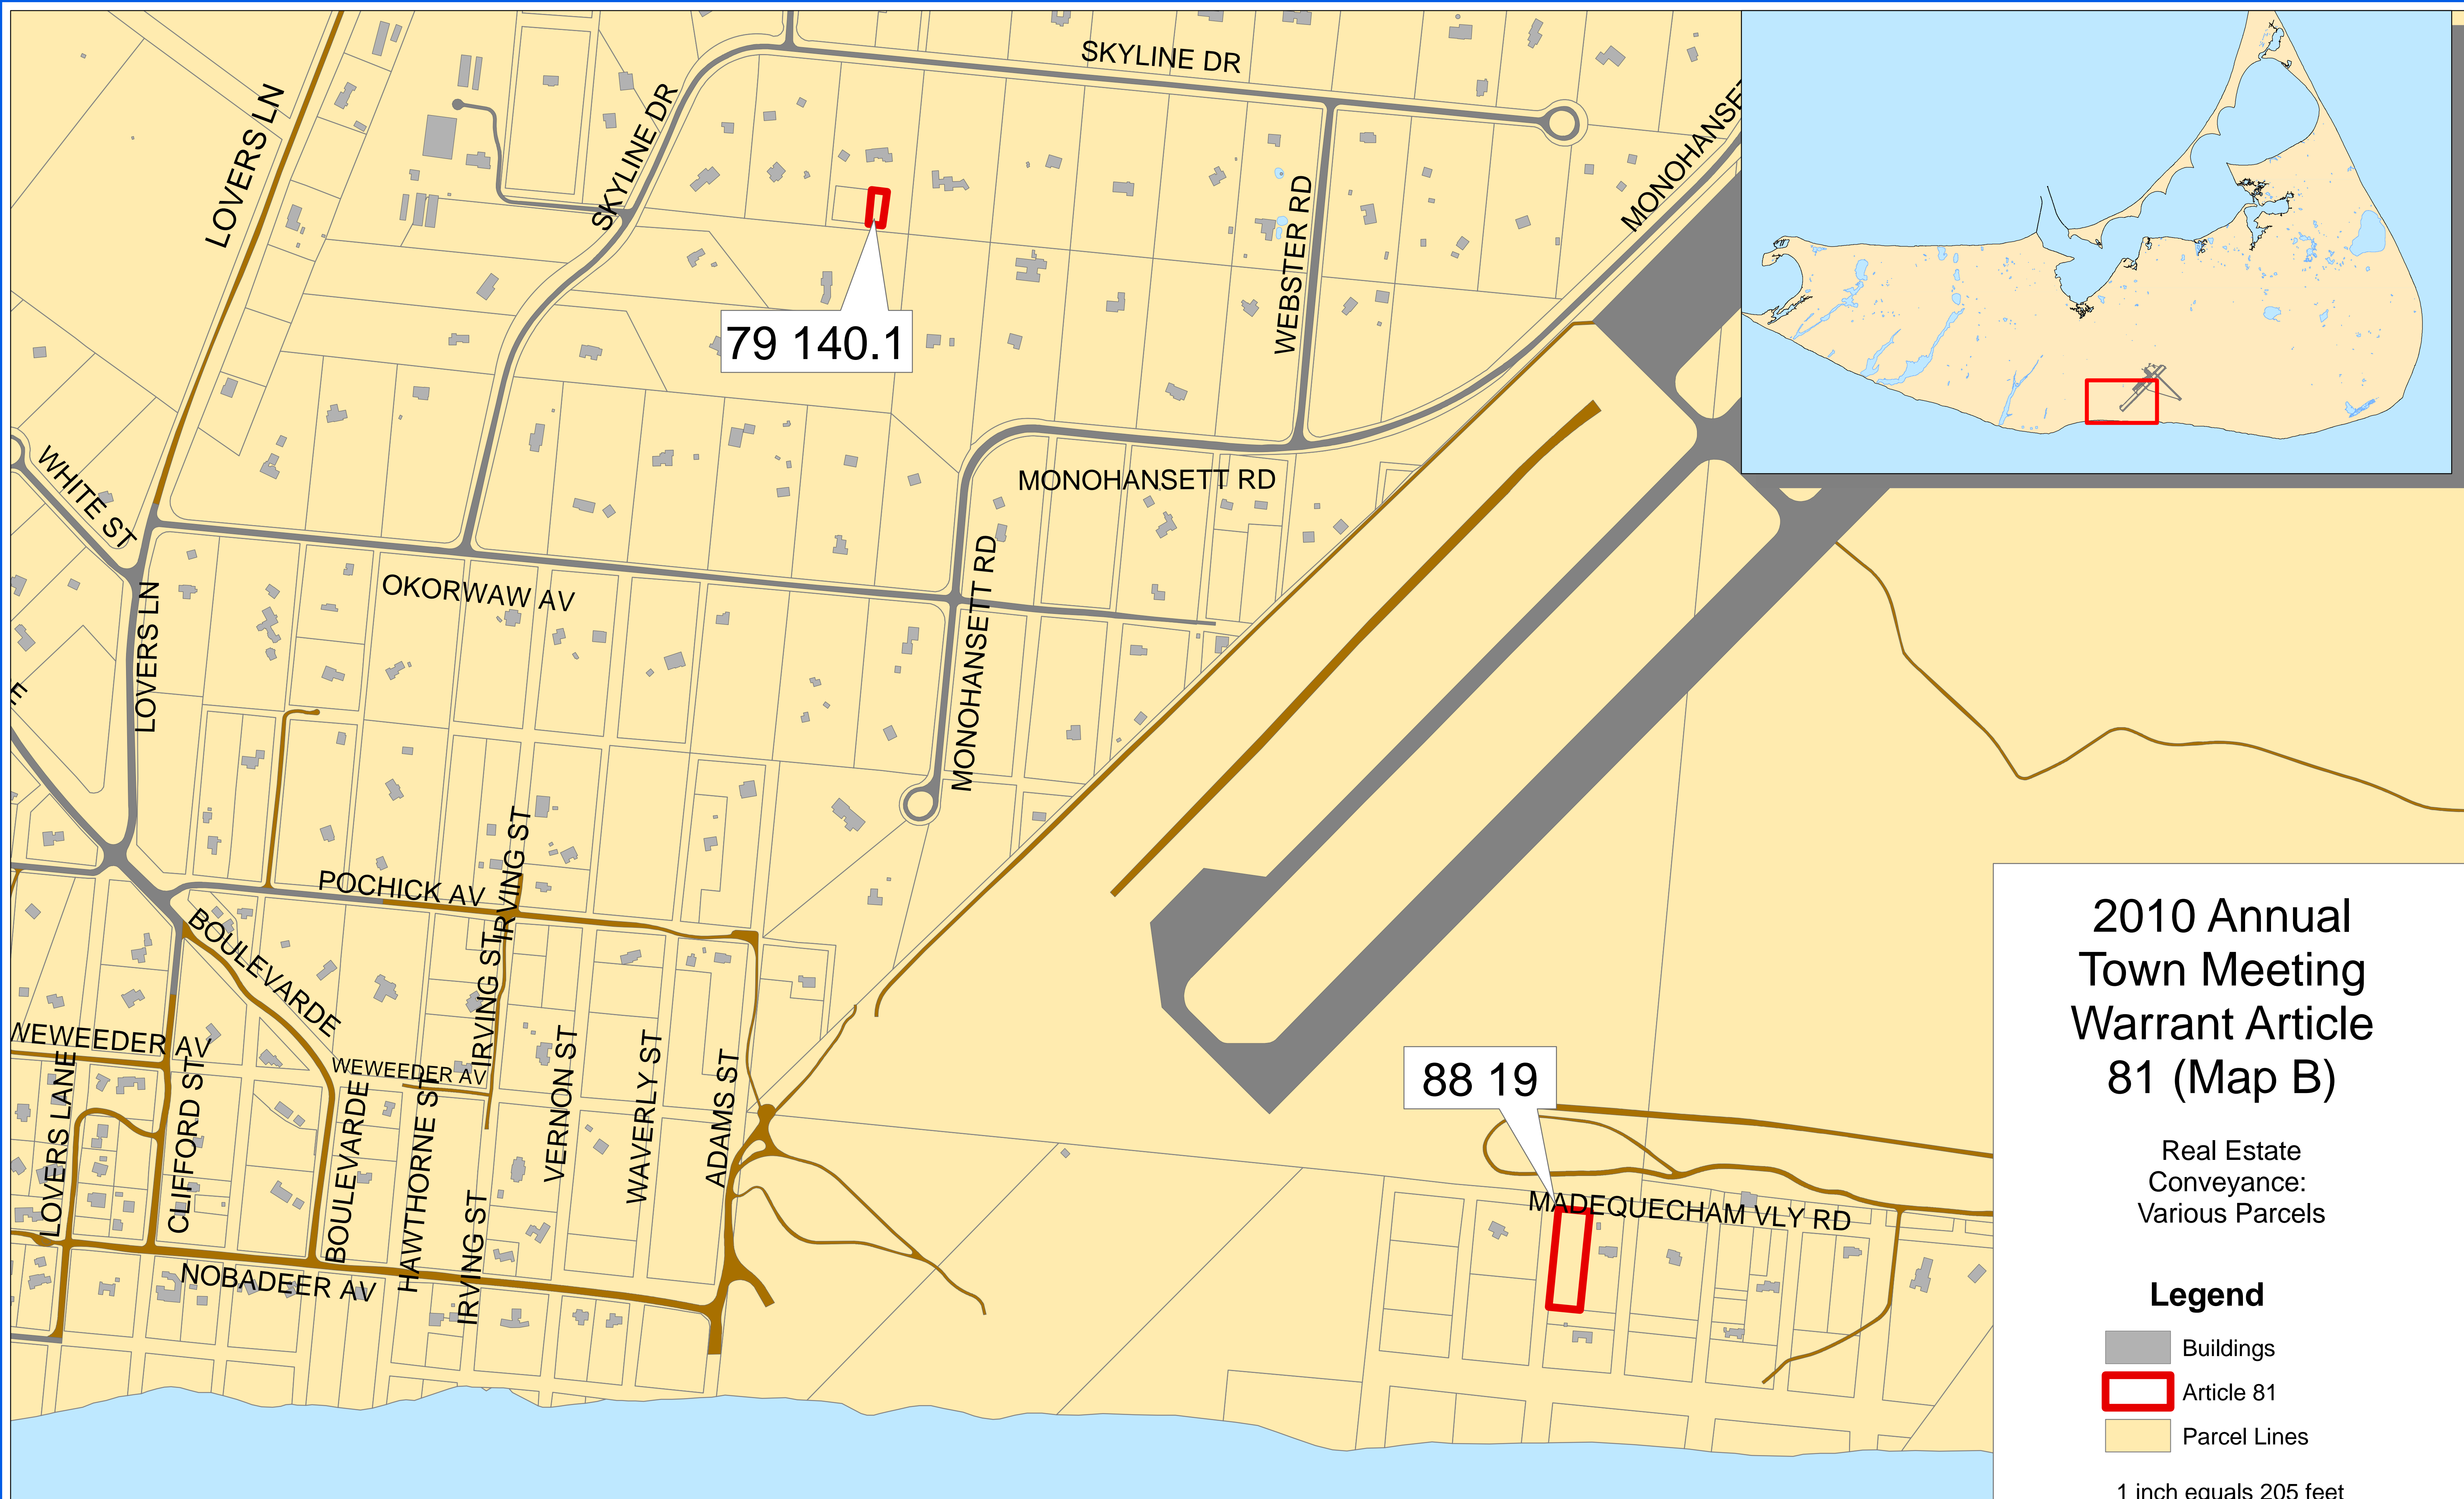 SKYLINE DR
LOVERS LN
SKYLINE DR
WEBSTER RD
79 140.1
WHITE ST
MONOHANSETT RD
OKORWAW AV
LOVERS LN
MONOHANSETT RD
POCHICK AV
IRVING ST
BOULEVARDE
IRVING ST
WEWEEDER AV
WEWEEDER AV
LOVERS LANE
CLIFFORD ST
BOULEVARDE
HAWTHORNE ST
IRVING ST
VERNON ST
WAVERLY ST
ADAMS ST
NOBADEER AV
88 19
MADEQUECHAM VLY RD
2010 Annual
Town Meeting
Warrant Article
81 (Map B)
Real Estate
Conveyance:
Various Parcels
Legend
Buildings
Article 81
Parcel Lines
1 inch equals 205 feet